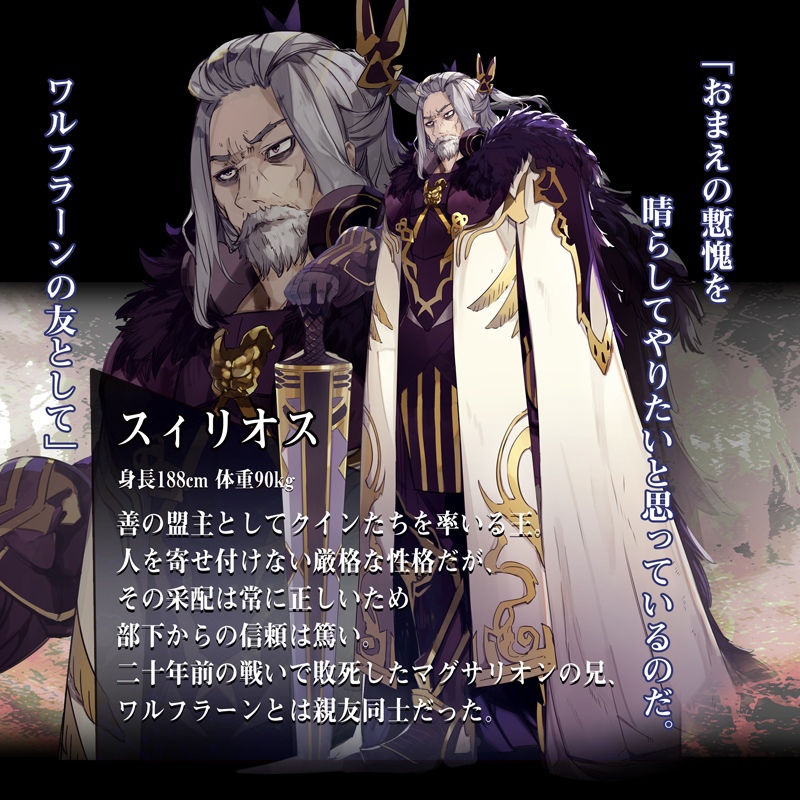 「おまえの慙愧を
晴らしてやりたいと思っているのだ。
ワルフラーンの友として」
スィリオス
身長188cm 体重90kg
善の盟主としてクインたちを率いる王。
人を寄せ付けない厳格な性格だが、
その采配は常に正しいため
部下からの信頼は篤い。
二十年前の戦いで敗死したマグサリオンの兄、
ワルフラーンとは親友同士だった。